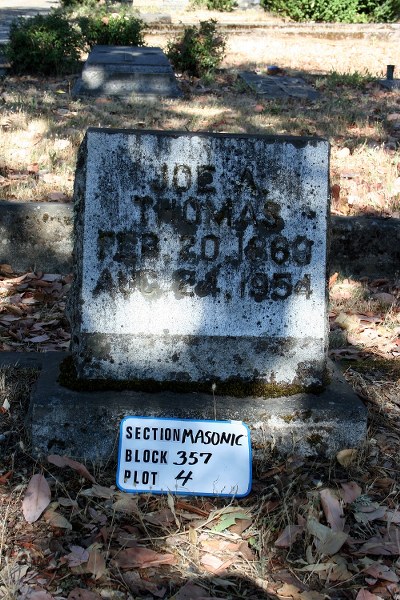 JOE A.
THOMAS
FEB. 20, 1869
AUG. 24, 1954
SECTION MASONIC
BLOCK 357
PLOT 4